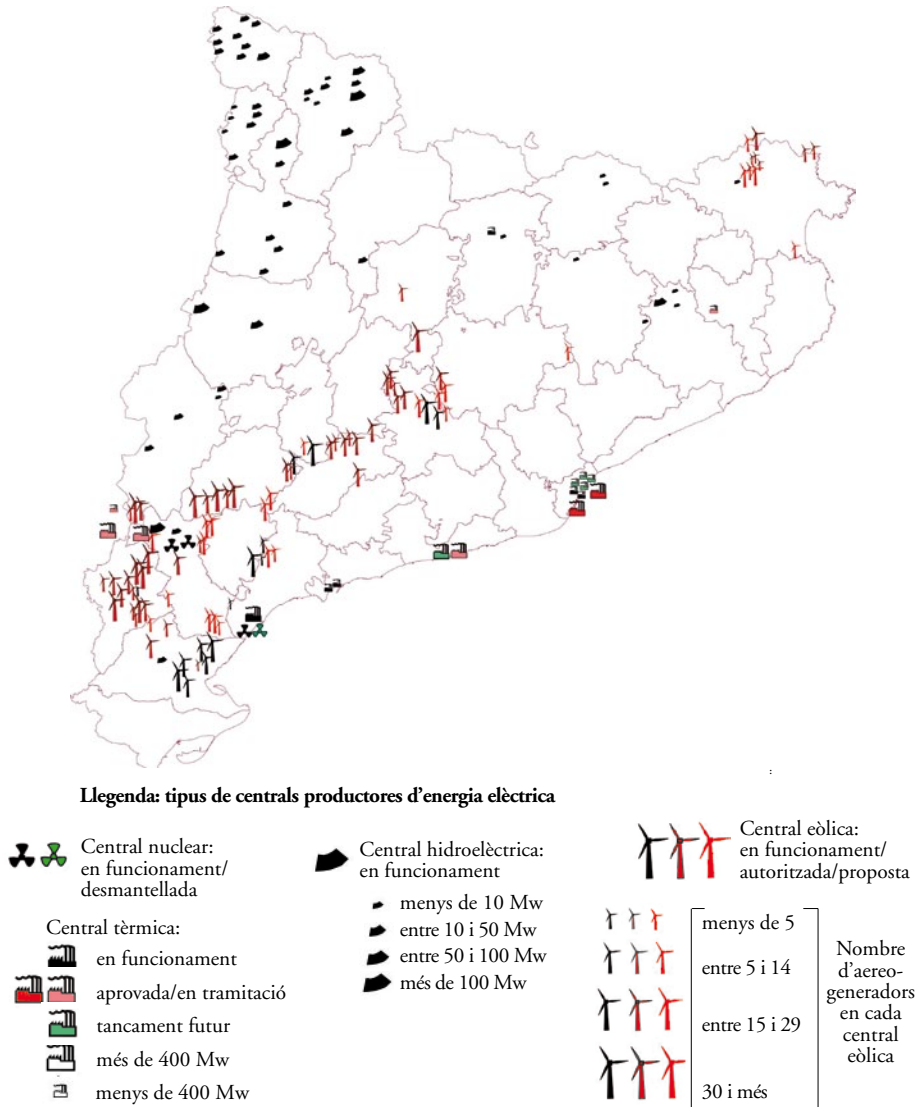 Llegenda: tipus de centrals productores d'energia elèctrica
Central nuclear:
en funcionament/
desmantellada
Central tèrmica:
en funcionament
aprovada/en tramitació
tancament futur
més de 400 Mw
menys de 400 Mw
Central hidroelèctrica:
en funcionament
menys de 10 Mw
entre 10 i 50 Mw
entre 50 i 100 Mw
més de 100 Mw
Central eòlica:
en funcionament/
autoritzada/proposta
menys de 5
entre 5 i 14
entre 15 i 29
30 i més
Nombre
d'aereo-
generadors
en cada
central
eòlica